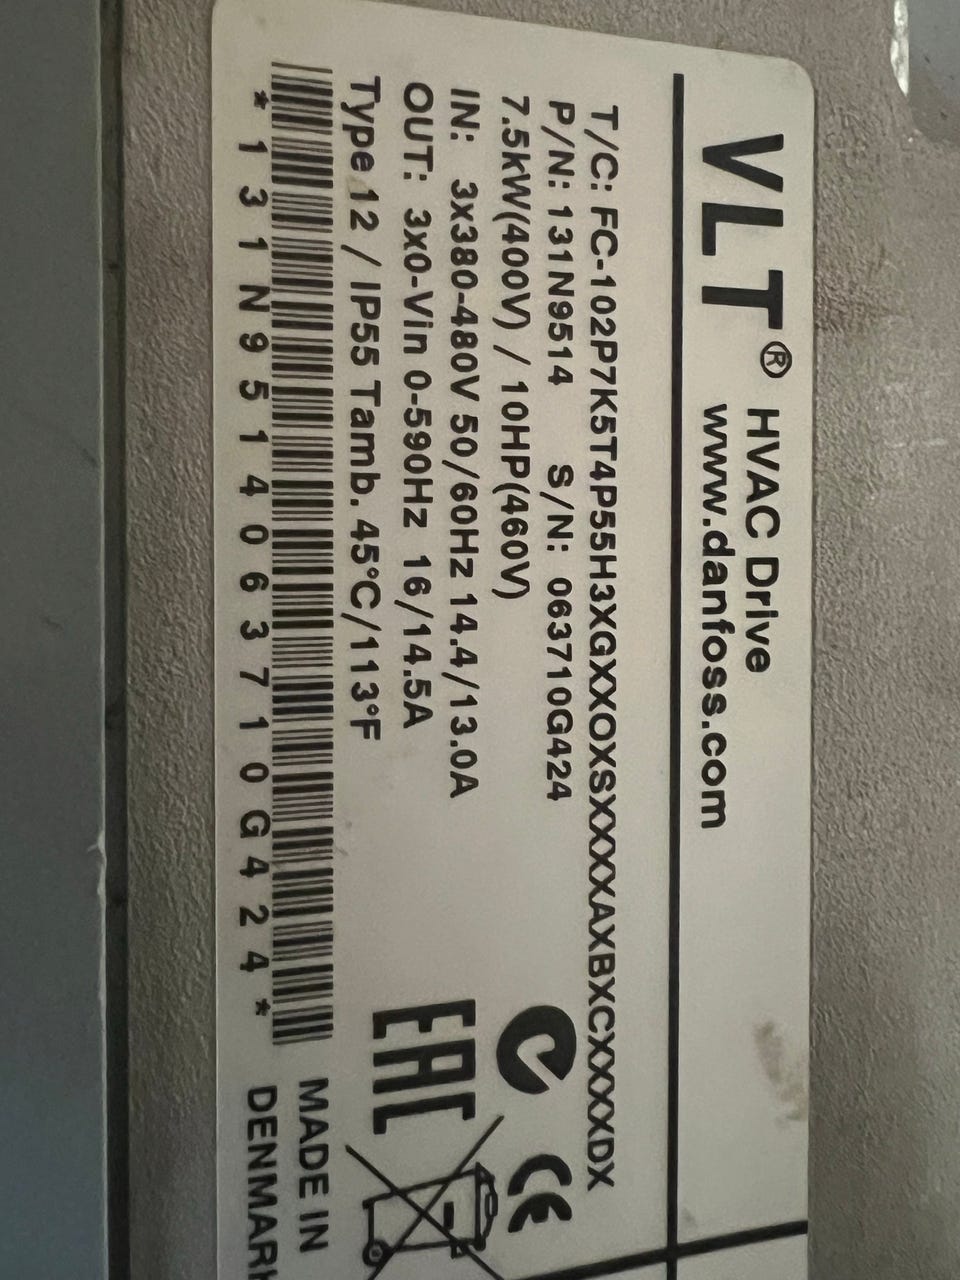 VLT® HVAC Drive
www.danfoss.com
T/C: FC-102P7K5T4P55H3XGXXOXSXXXXAXBXCXXXXDX
P/N: 131N9514 S/N: 063710G424
7.5kW(400V) / 10HP(460V)
IN: 3x380-480V 50/60Hz 14.4/13.0A
OUT: 3x0-Vin 0-590Hz 16/14.5A
Type 12 / IP55 Tamb. 45°C/113°F
*131N9514063710G424*
MADE IN
DENMARK
CE
EAC